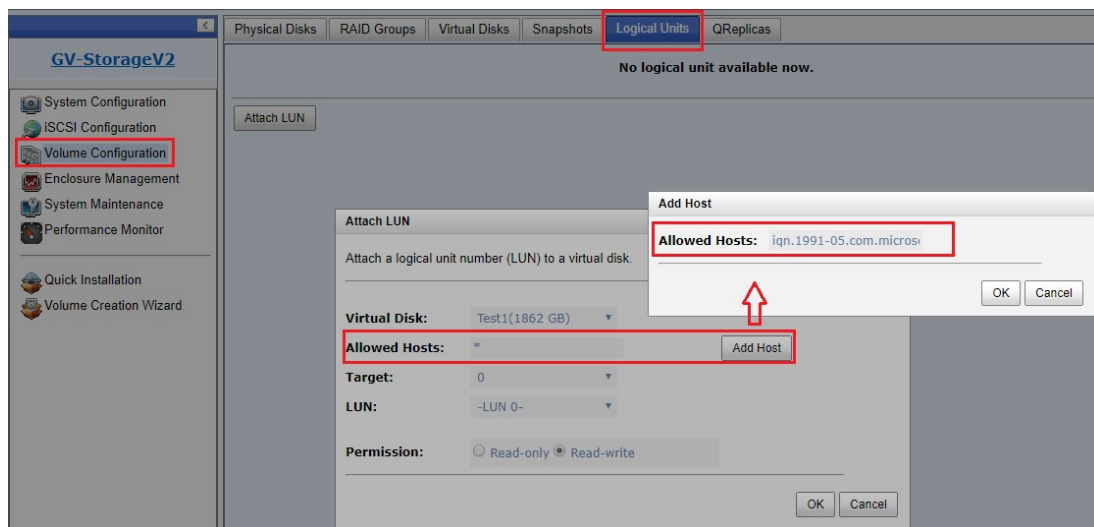 GV-StorageV2
System Configuration
iSCSI Configuration
Volume Configuration
Enclosure Management
System Maintenance
Performance Monitor
Quick Installation
Volume Creation Wizard
Physical Disks RAID Groups Virtual Disks Snapshots Logical Units QReplicas
No logical unit available now.
Attach LUN
Attach LUN
Attach a logical unit number (LUN) to a virtual disk.
Virtual Disk: Test1(1862 GB)
Allowed Hosts: * Add Host
Target: 0
LUN: -LUN 0-
Permission: Read-only Read-write
OK Cancel
Add Host
Allowed Hosts: iqn.1991-05.com.micros
OK Cancel